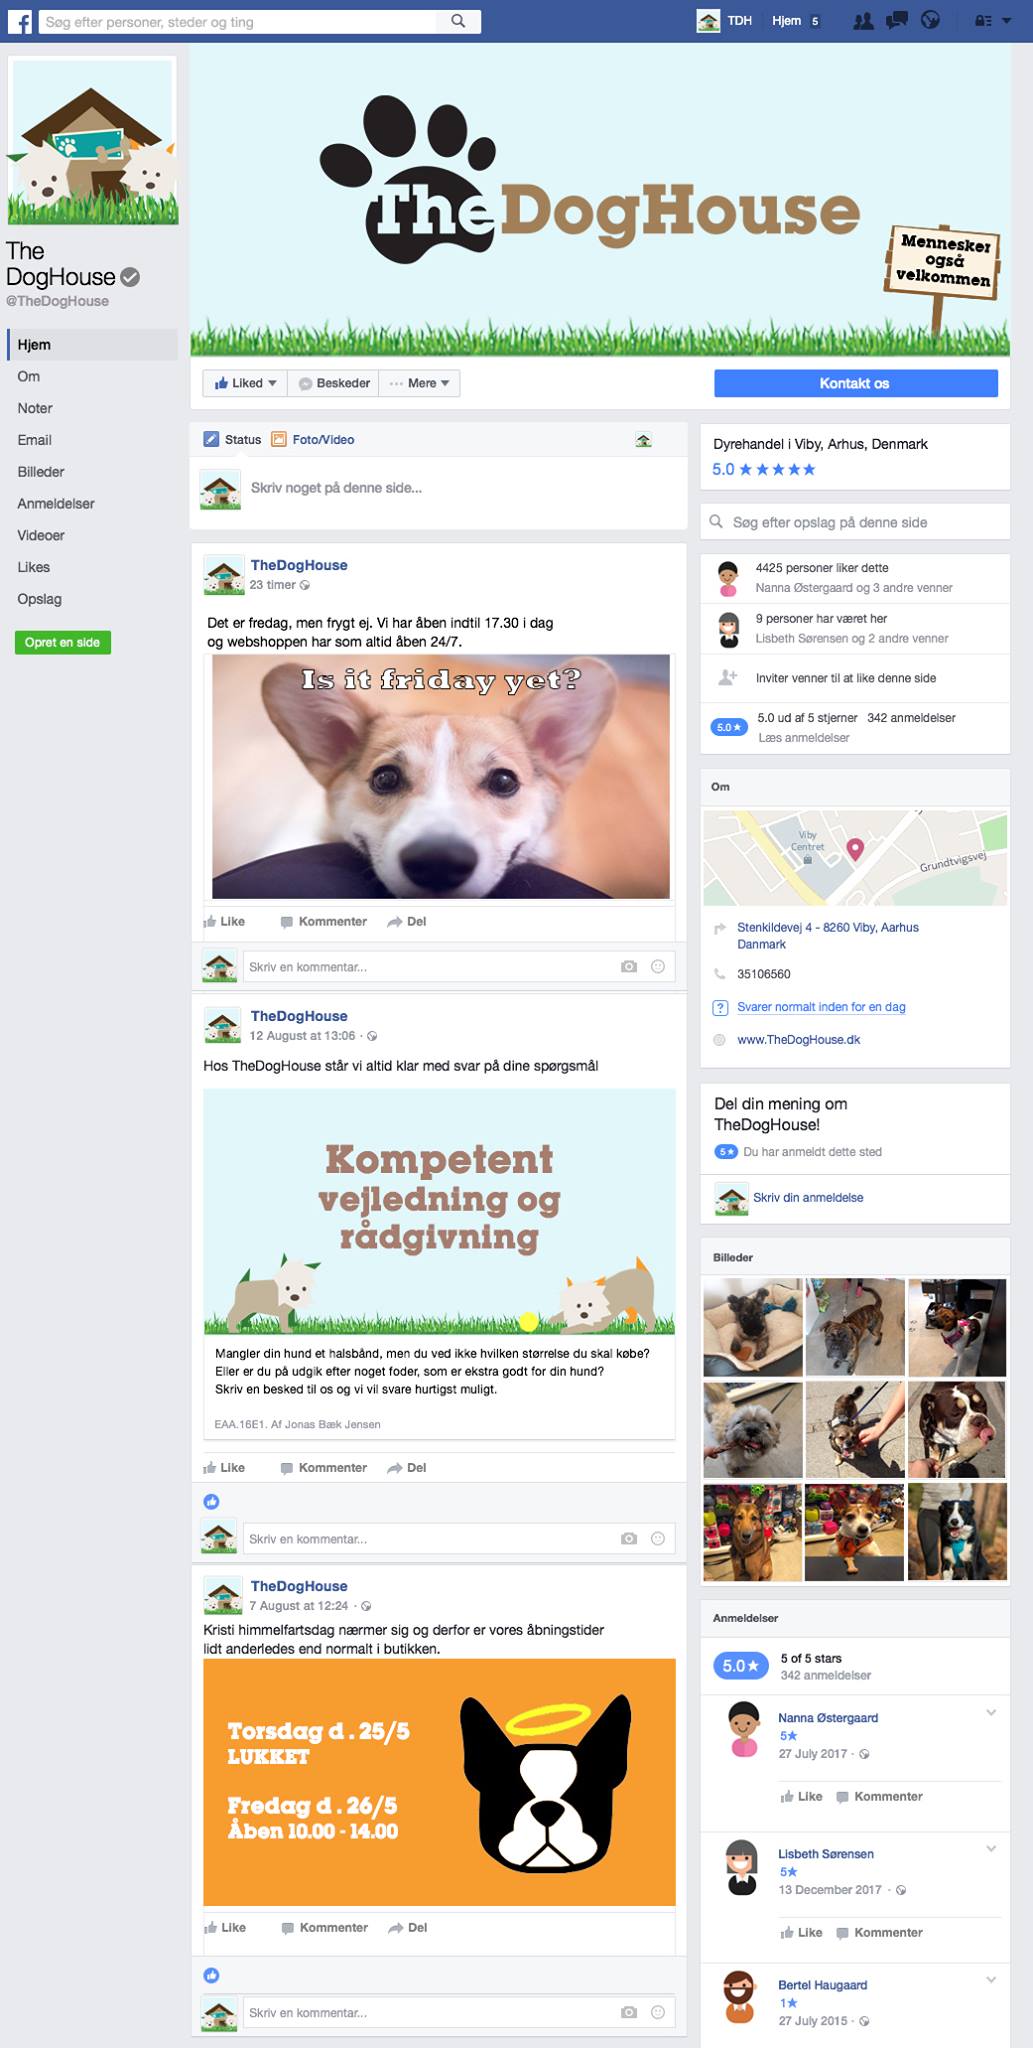 Søg efter personer, steder og ting
TDH
Hjem 5
The
DogHouse
@TheDogHouse
Hjem
Om
Noter
Email
Billeder
Anmeldelser
Videoer
Likes
Opslag
Opret en side
TheDogHouse
Mennesker
også
velkommen
Liked
Beskeder
Mere
Kontakt os
Status
Foto/Video
Skriv noget på denne side...
TheDogHouse
23 timer
Det er fredag, men frygt ej. Vi har åben indtil 17.30 i dag
og webshoppen har som altid åben 24/7.
Is it friday yet?
Like Kommenter Del
Skriv en kommentar...
TheDogHouse
12 August at 13:06 ·
Hos TheDogHouse står vi altid klar med svar på dine spørgsmål
Kompetent
vejledning og
rådgivning
Mangler din hund et halsbånd, men du ved ikke hvilken størrelse du skal købe?
Eller er du på udgik efter noget foder, som er ekstra godt for din hund?
Skriv en besked til os og vi vil svare hurtigst muligt.
EAA.16E1. Af Jonas Bæk Jensen
Like Kommenter Del
Skriv en kommentar...
TheDogHouse
7 August at 12:24 ·
Kristi himmelfartsdag nærmer sig og derfor er vores åbningstider
lidt anderledes end normalt i butikken.
Torsdag d . 25/5
LUKKET
Fredag d . 26/5
Åben 10.00 - 14.00
Like Kommenter Del
Skriv en kommentar...
Dyrehandel i Viby, Arhus, Denmark
5.0 ★★★★★
Søg efter opslag på denne side
4425 personer liker dette
Nanna Østergaard og 3 andre venner
9 personer har været her
Lisbeth Sørensen og 2 andre venner
Inviter venner til at like denne side
5.0 ★ 5.0 ud af 5 stjerner 342 anmeldelser
Læs anmeldelser
Om
Viby
Centret
Grundtvigsvej
Stenkildevej 4 - 8260 Viby, Aarhus
Danmark
35106560
? Svarer normalt inden for en dag
www.TheDogHouse.dk
Del din mening om
TheDogHouse!
5★ Du har anmeldt dette sted
Skriv din anmeldelse
Billeder
Anmeldelser
5.0★ 5 of 5 stars
342 anmeldelser
Nanna Østergaard
5★
27 July 2017 ·
Like Kommenter
Lisbeth Sørensen
5★
13 December 2017 ·
Like Kommenter
Bertel Haugaard
1★
27 July 2015 ·